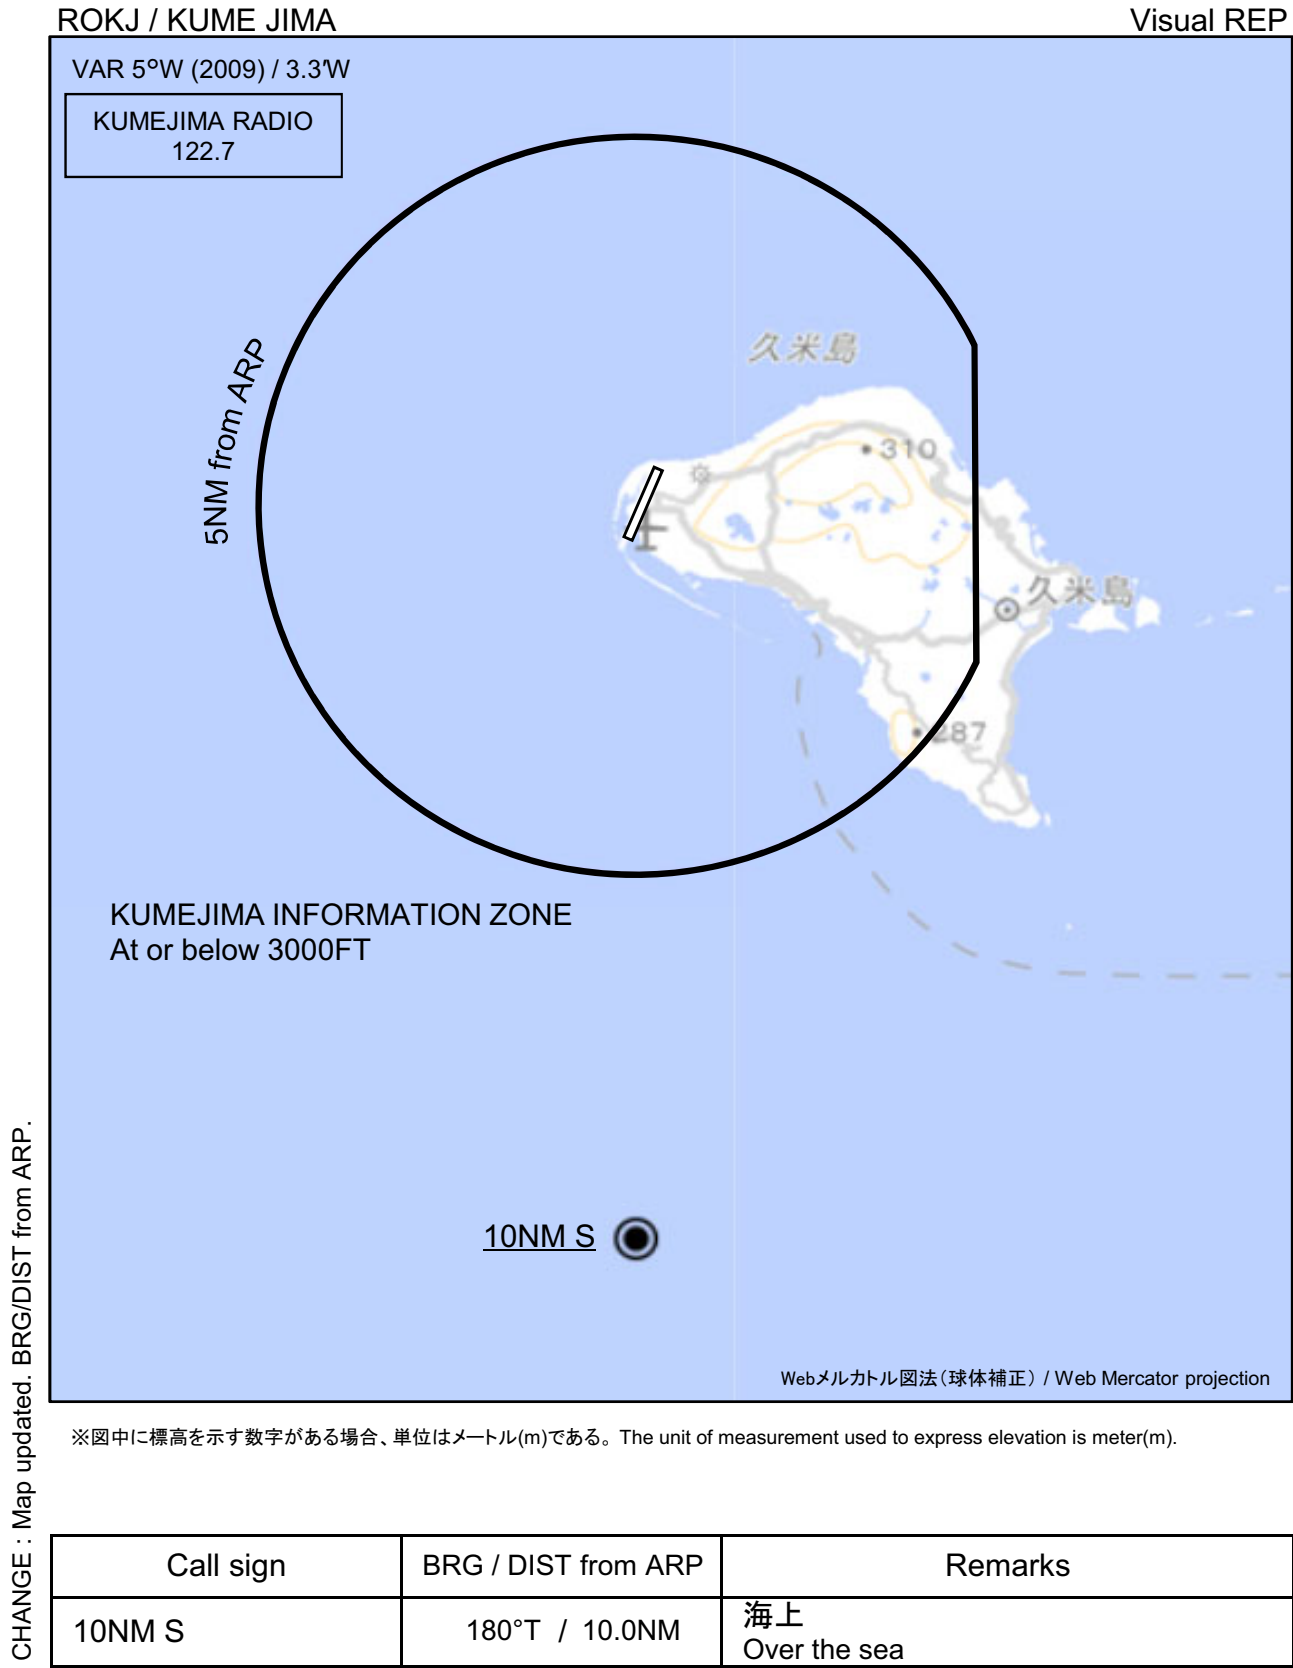 ROKJ / KUME JIMA
Visual REP
VAR 5°W (2009) / 3.3'W
KUMEJIMA RADIO
122.7
5NM from ARP
久米島
310
久米島
287
KUMEJIMA INFORMATION ZONE
At or below 3000FT
10NM S
Webメルカトル図法（球体補正） / Web Mercator projection
※図中に標高を示す数字がある場合、単位はメートル(m)である。 The unit of measurement used to express elevation is meter(m).
CHANGE : Map updated. BRG/DIST from ARP.
Call sign
BRG / DIST from ARP
Remarks
10NM S
180°T / 10.0NM
海上
Over the sea